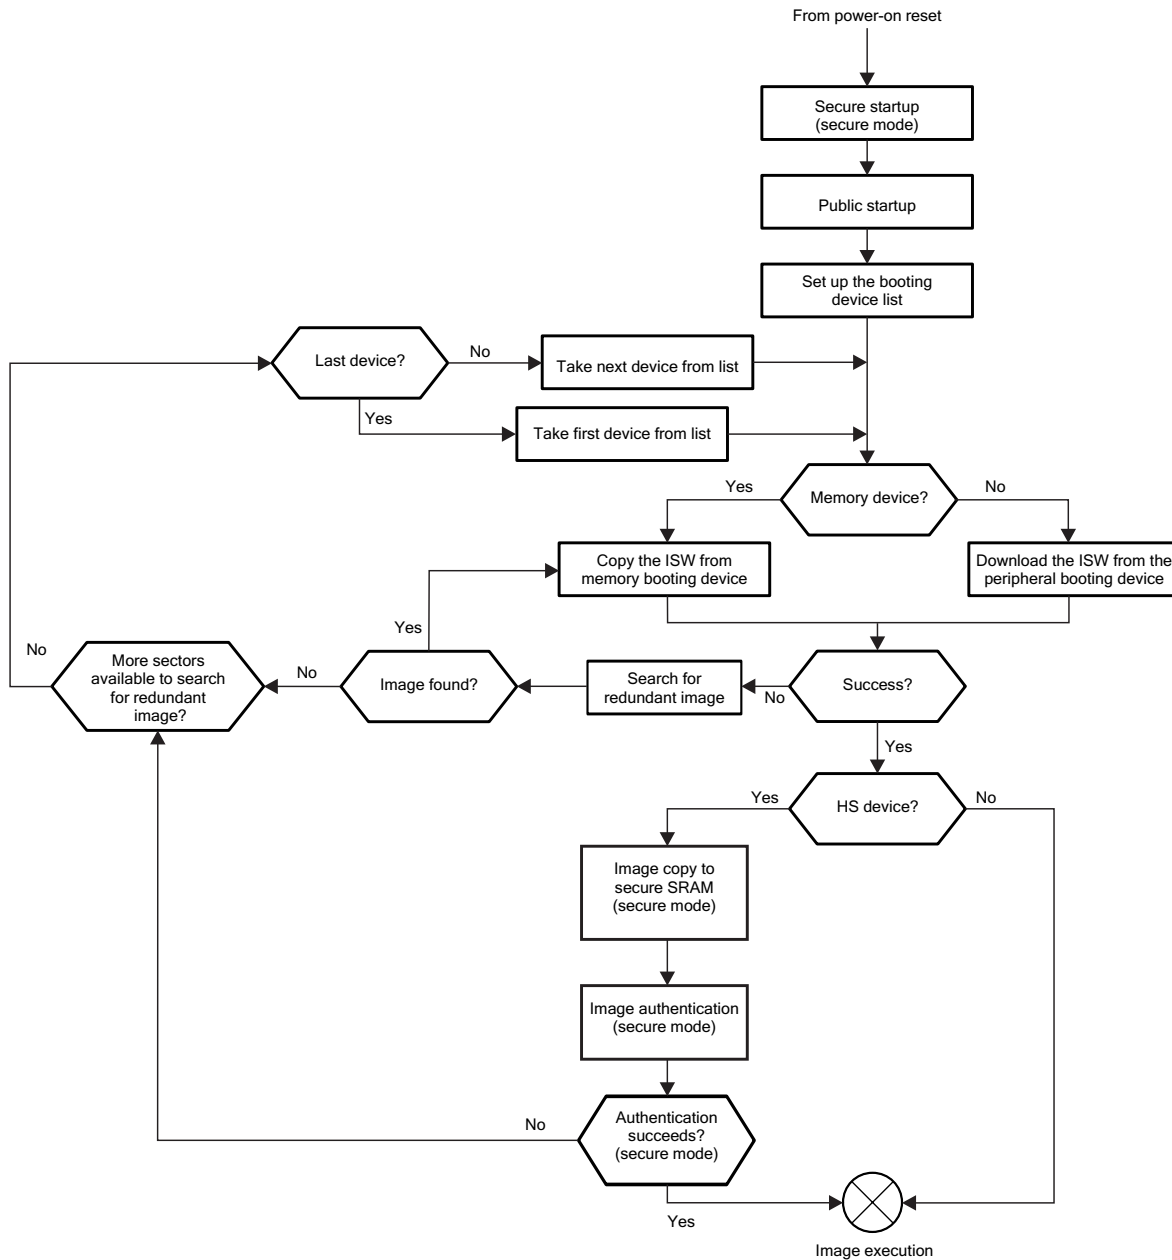 From power-on reset
Secure startup
(secure mode)
Public startup
Set up the booting
device list
Last device?
No
Take next device from list
Yes
Take first device from list
Memory device?
Yes
No
Copy the ISW from
memory booting device
Download the ISW from the
peripheral booting device
Yes
No
More sectors
available to search
for redundant
image?
No
Image found?
Search for
redundant image
No
Success?
Yes
HS device?
Yes
No
Image copy to
secure SRAM
(secure mode)
Image authentication
(secure mode)
Authentication
succeeds?
(secure mode)
No
Yes
Image execution